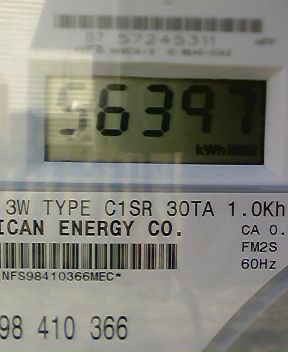 07 57245311
56397
kWh
3W TYPE C1SR 30TA 1.0Kh
ICAN ENERGY CO. CA 0.
FM2S
60Hz
NFS98410366MEC*
98 410 366